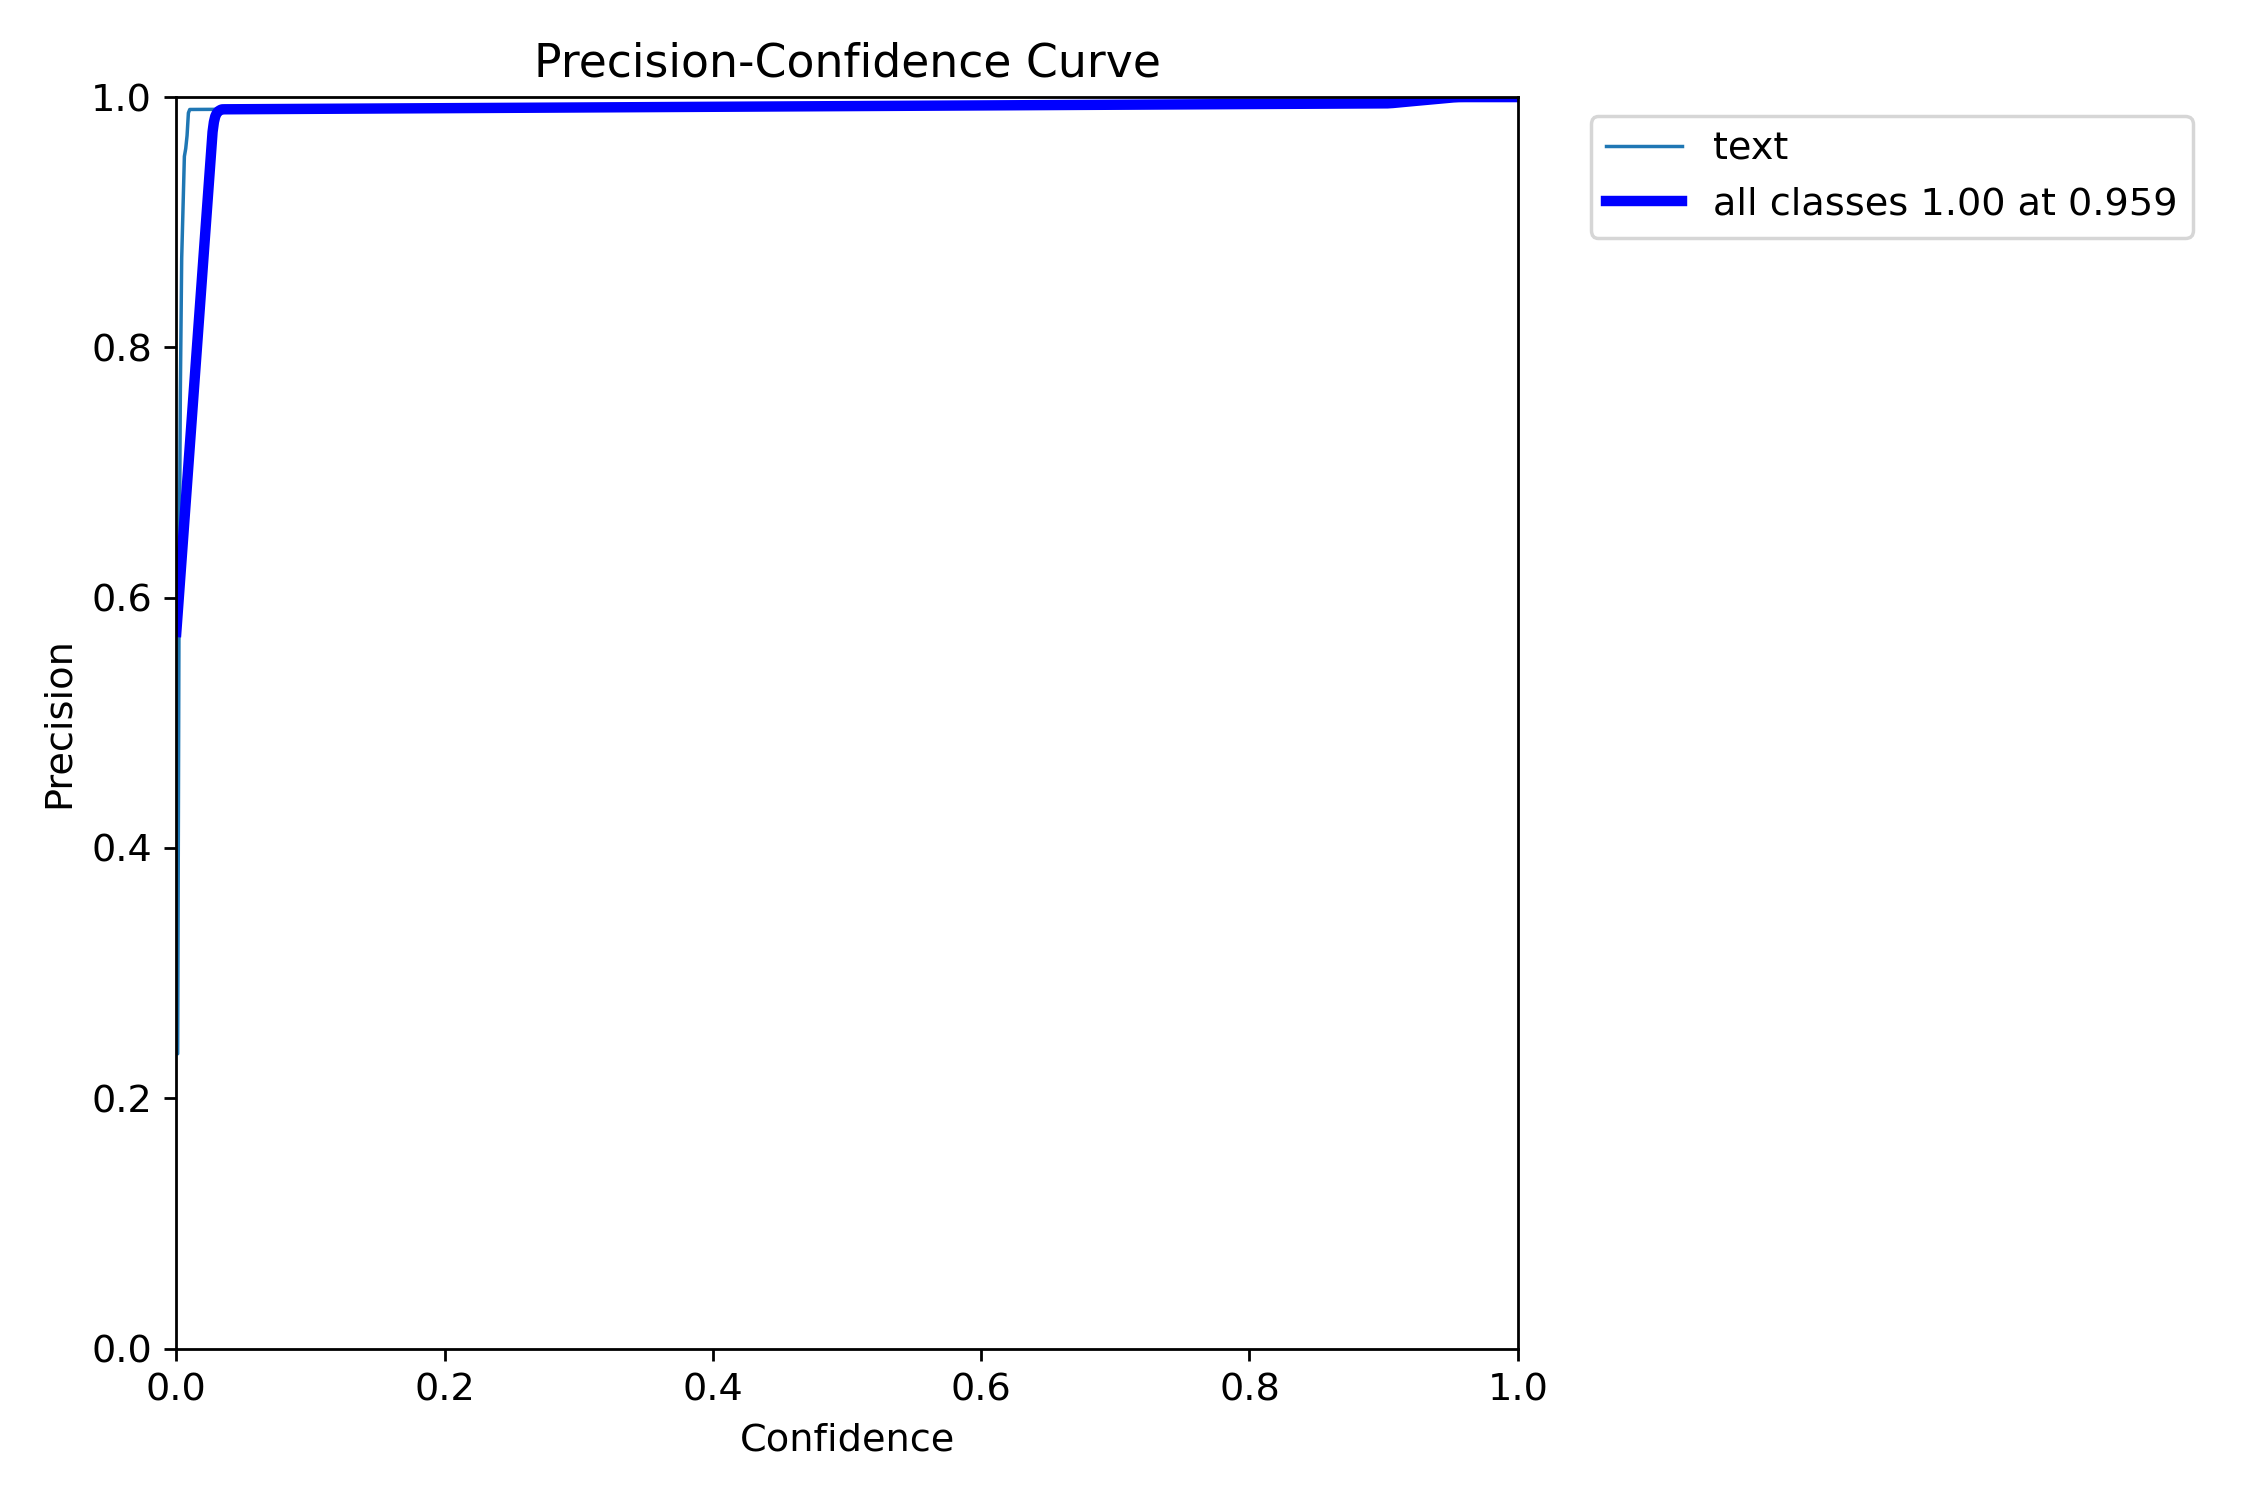 Precision-Confidence Curve
1.0
0.8
0.6
0.4
0.2
0.0
Precision
0.0 0.2 0.4 0.6 0.8 1.0
Confidence
text
all classes 1.00 at 0.959